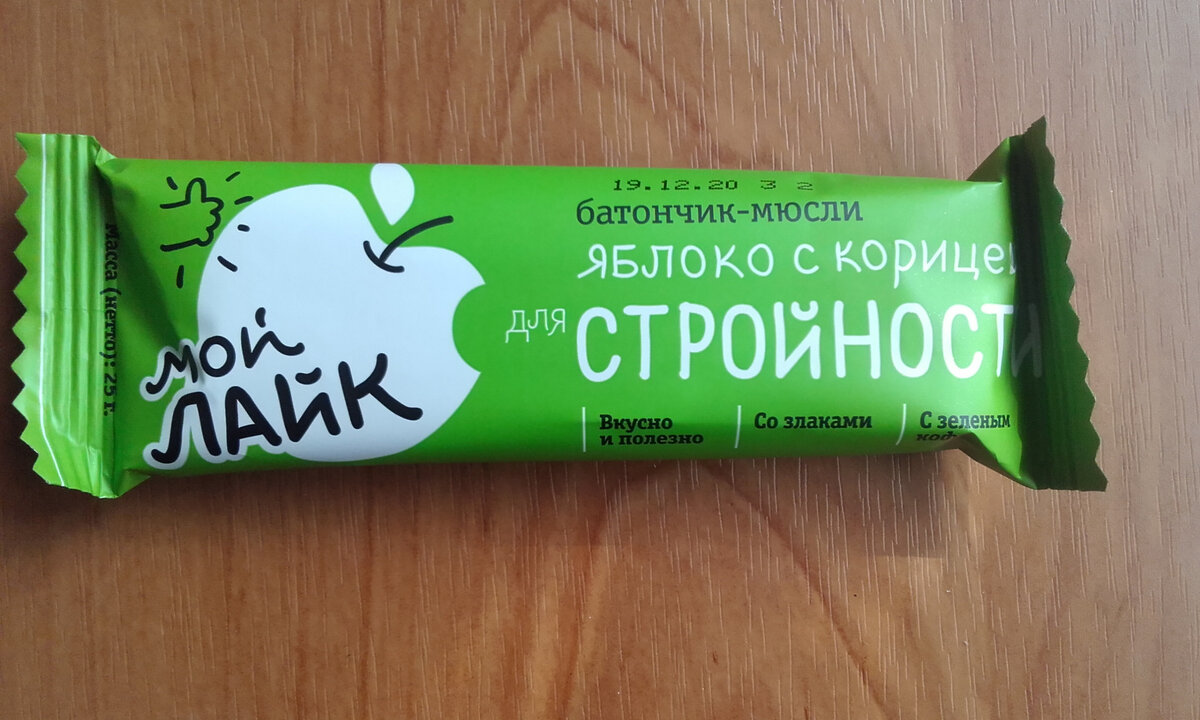 Масса (нетто): 25 г.
мой
ЛАЙК
19.12.20 3 2
батончик-мюсли
яблоко с корице
для СТРОЙНОСТИ
Вкусно
и полезно
Со злаками
С зеленым